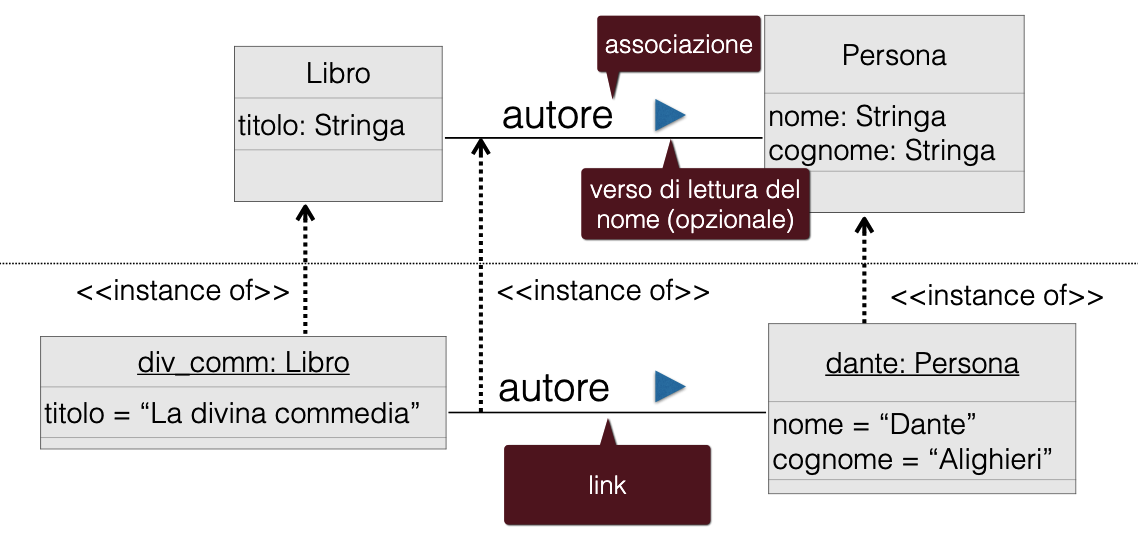 associazione
Libro
Persona
titolo: Stringa
autore
nome: Stringa
cognome: Stringa
verso di lettura del
nome (opzionale)
<<instance of>>
<<instance of>>
<<instance of>>
div_comm: Libro
dante: Persona
autore
titolo = “La divina commedia”
nome = “Dante”
cognome = “Alighieri”
link